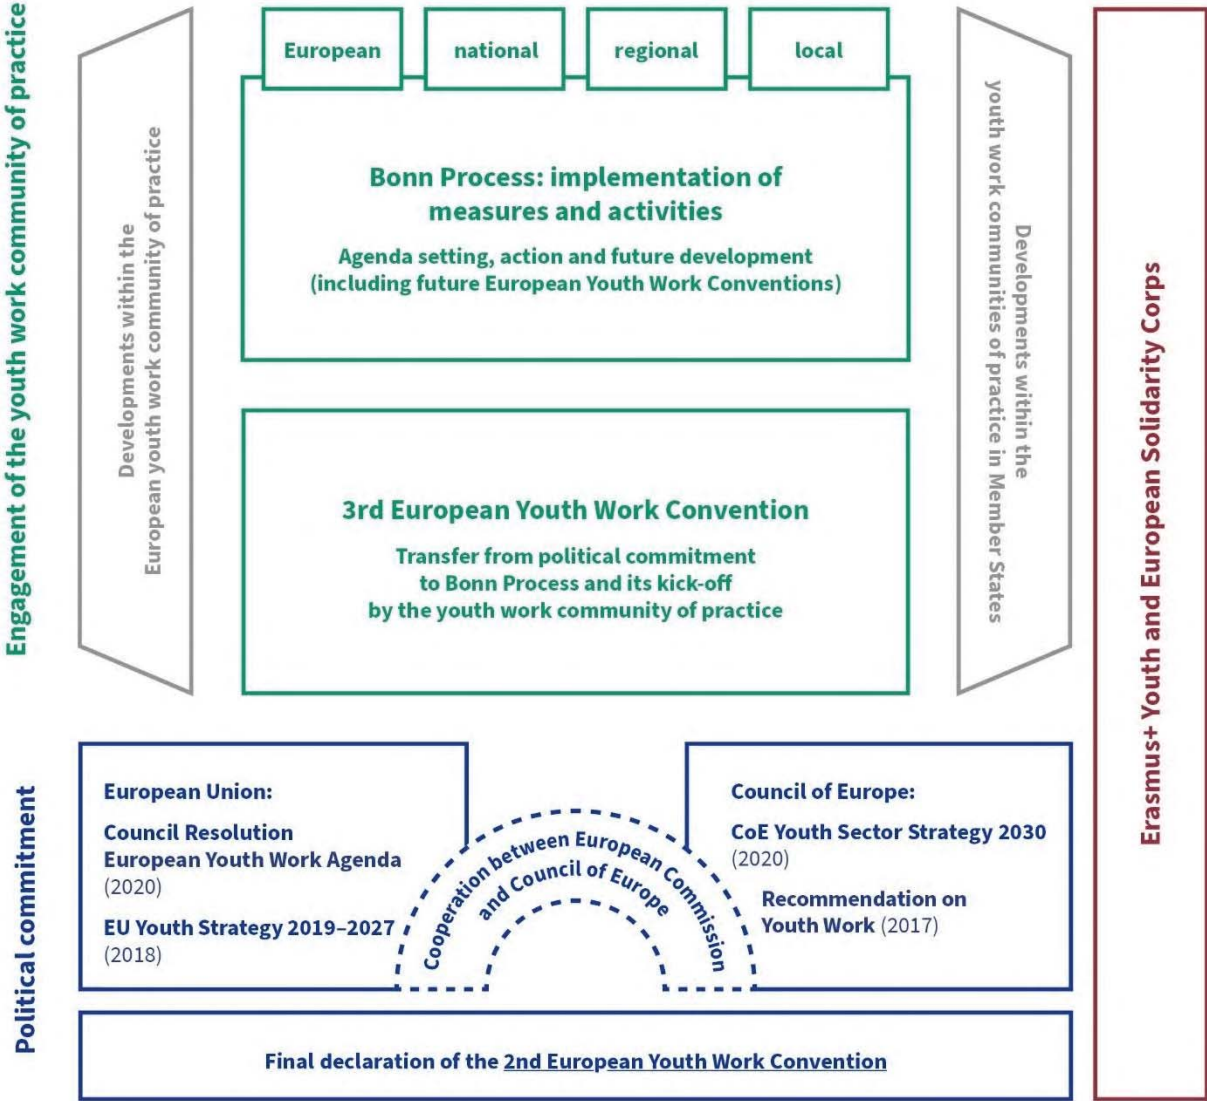 Engagement of the youth work community of practice
European
national
regional
local
Developments within the
European youth work community of practice
Bonn Process: implementation of
measures and activities
Agenda setting, action and future development
(including future European Youth Work Conventions)
Developments within the
youth work communities of practice in Member States
Erasmus+ Youth and European Solidarity Corps
3rd European Youth Work Convention
Transfer from political commitment
to Bonn Process and its kick-off
by the youth work community of practice
Political commitment
European Union:
Council Resolution
European Youth Work Agenda
(2020)
EU Youth Strategy 2019–2027
(2018)
Cooperation between European Commission
and Council of Europe
Council of Europe:
CoE Youth Sector Strategy 2030
(2020)
Recommendation on
Youth Work (2017)
Final declaration of the 2nd European Youth Work Convention